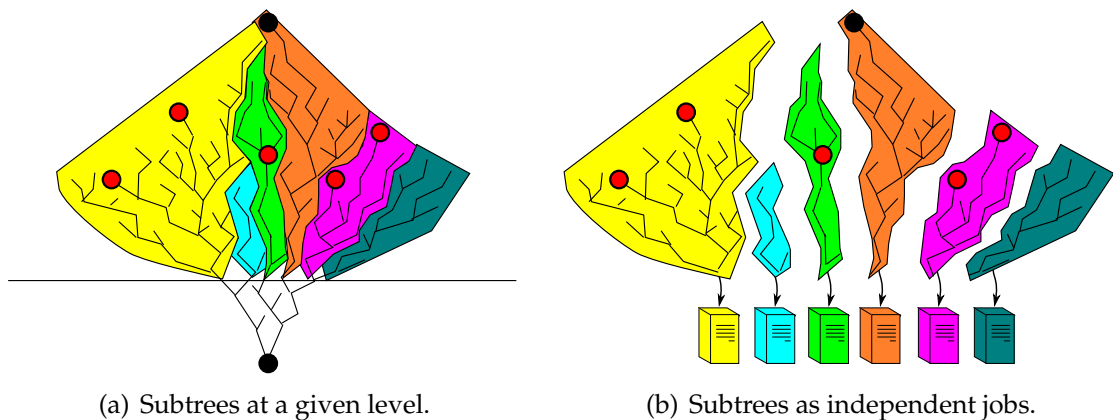 (a) Subtrees at a given level.
(b) Subtrees as independent jobs.